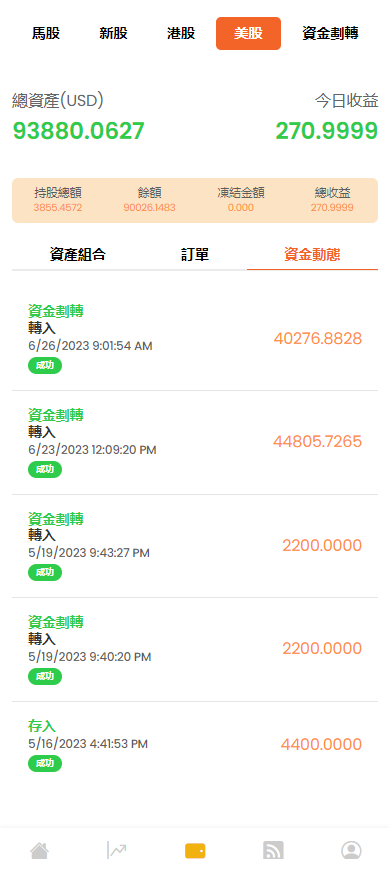 馬股 新股 港股 美股 資金劃轉
總資產(USD) 今日收益
93880.0627 270.9999
持股總額 餘額 凍結金額 總收益
3855.4572 90026.1483 0.000 270.9999
資產組合 訂單 資金動態
資金劃轉
轉入
40276.8828
6/26/2023 9:01:54 AM
成功
資金劃轉
轉入
44805.7265
6/23/2023 12:09:20 PM
成功
資金劃轉
轉入
2200.0000
5/19/2023 9:43:27 PM
成功
資金劃轉
轉入
2200.0000
5/19/2023 9:40:20 PM
成功
存入
5/16/2023 4:41:53 PM
4400.0000
成功